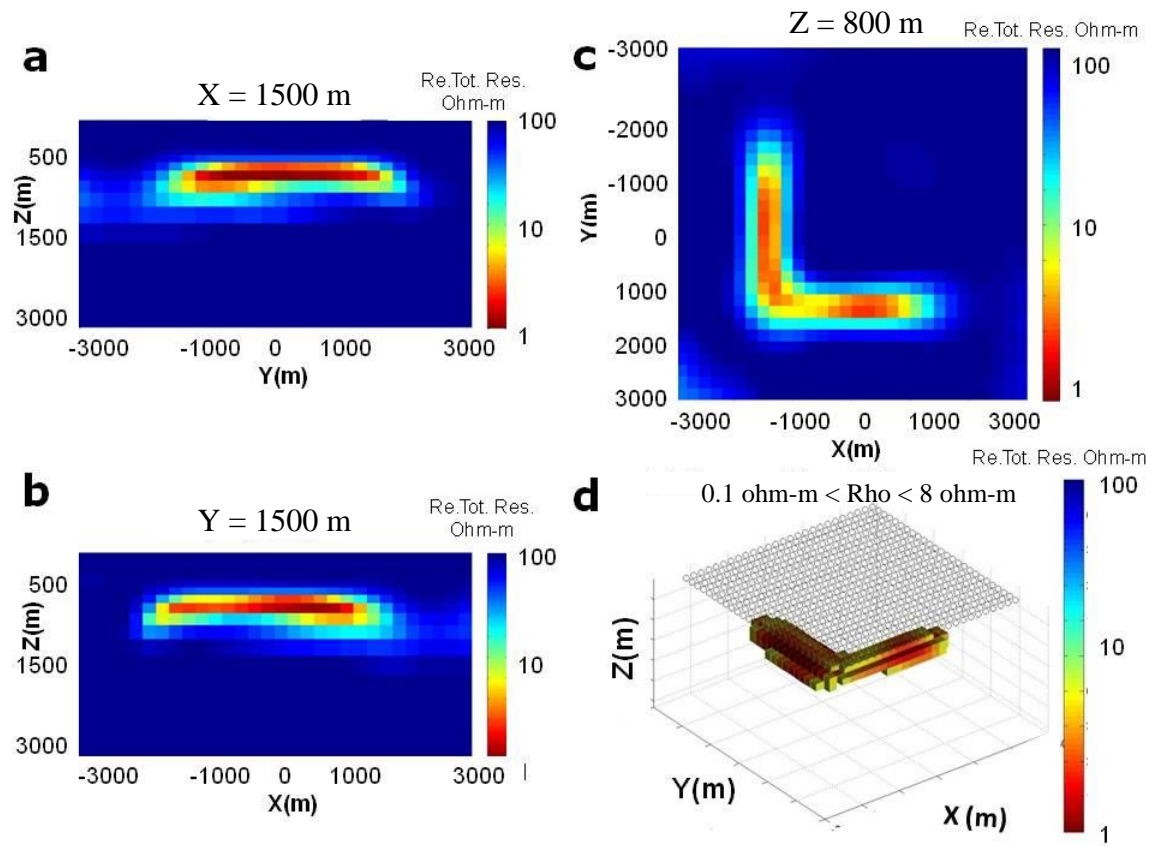 a
X = 1500 m
Re.Tot. Res.
Ohm-m
100
10
1
500
1500
3000
Z(m)
-3000
-1000
0
1000
3000
Y(m)
b
Y = 1500 m
Re.Tot. Res.
Ohm-m
100
10
500
1500
3000
Z(m)
-3000
-1000
0
1000
3000
X(m)
c
Z = 800 m
Re.Tot. Res. Ohm-m
100
10
1
-3000
-2000
-1000
0
1000
2000
3000
Y(m)
-3000
-1000
0
1000
3000
X(m)
d
Re.Tot. Res. Ohm-m
0.1 ohm-m < Rho < 8 ohm-m
100
10
1
Z(m)
Y(m)
X (m)